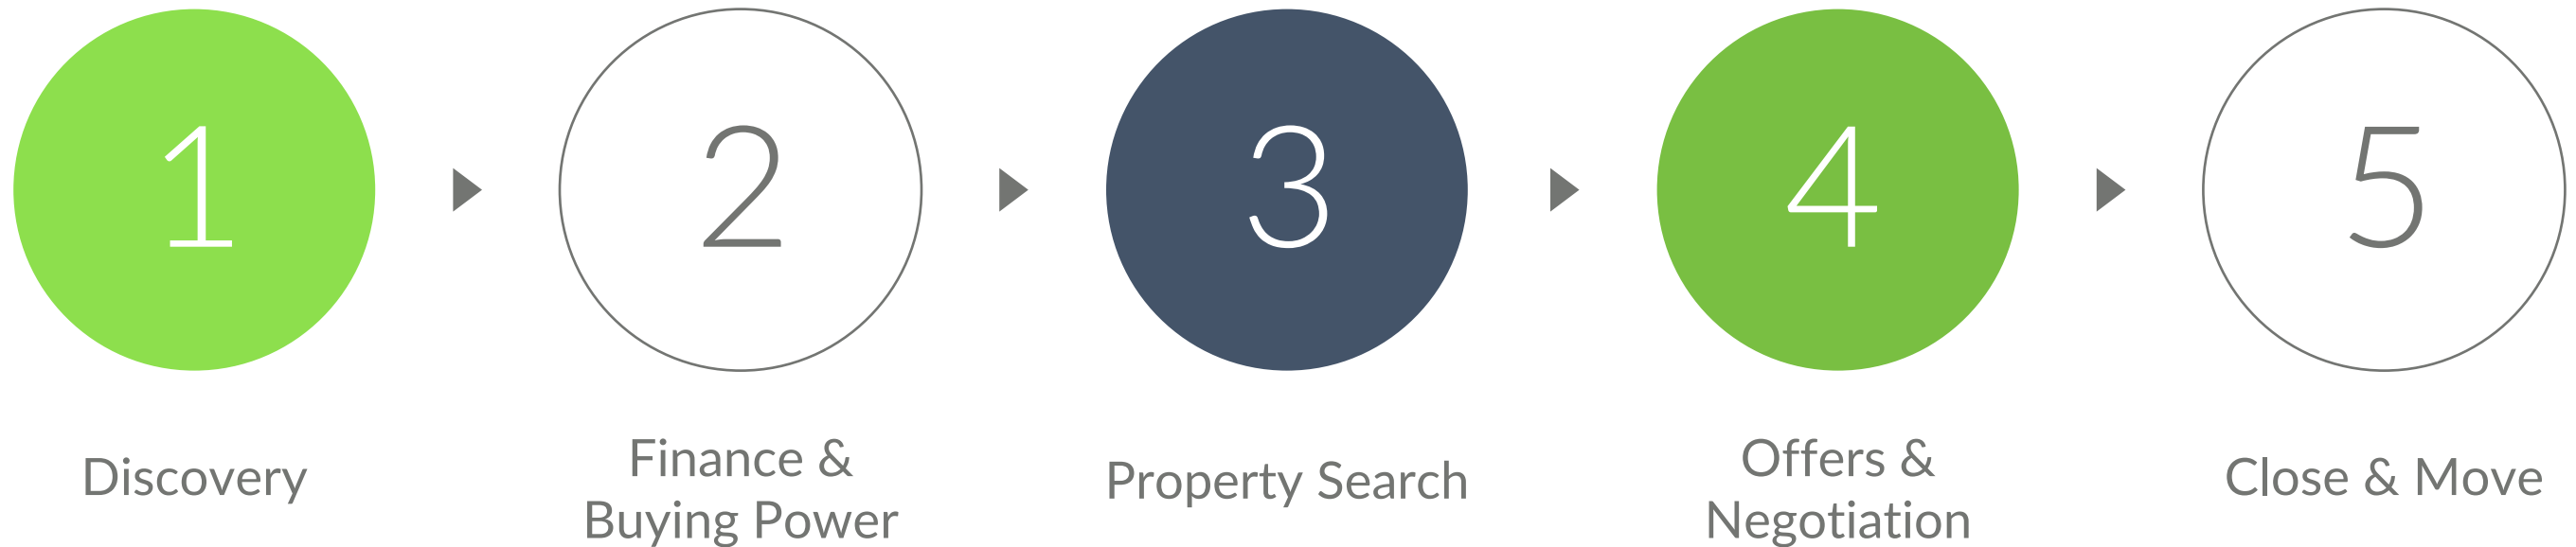 1
2
3
4
5
Discovery
Finance &
Buying Power
Property Search
Offers &
Negotiation
Close & Move